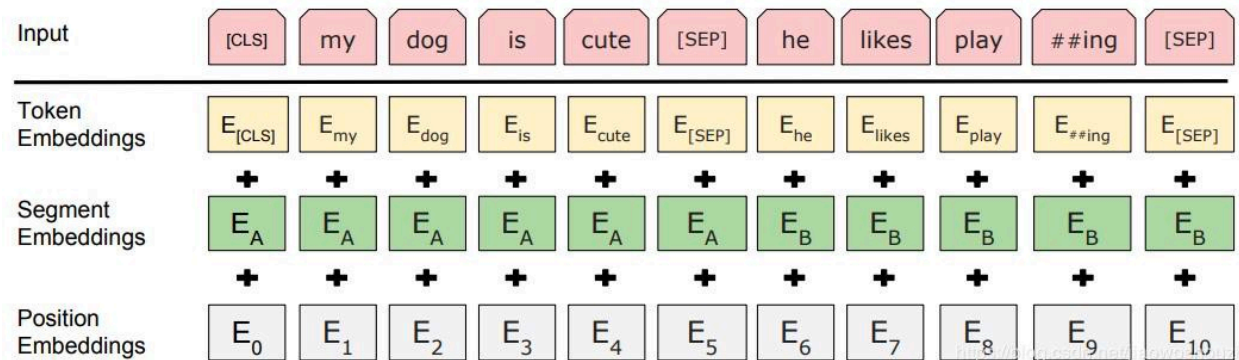 Input [CLS] my dog is cute [SEP] he likes play ##ing [SEP]
Token
Embeddings
E[CLS] Emy Edog Eis Ecute E[SEP] Ehe Elikes Eplay E##ing E[SEP]
+ + + + + + + + + + +
Segment
Embeddings
EA EA EA EA EA EA EB EB EB EB EB
+ + + + + + + + + + +
Position
Embeddings
E0 E1 E2 E3 E4 E5 E6 E7 E8 E9 E10